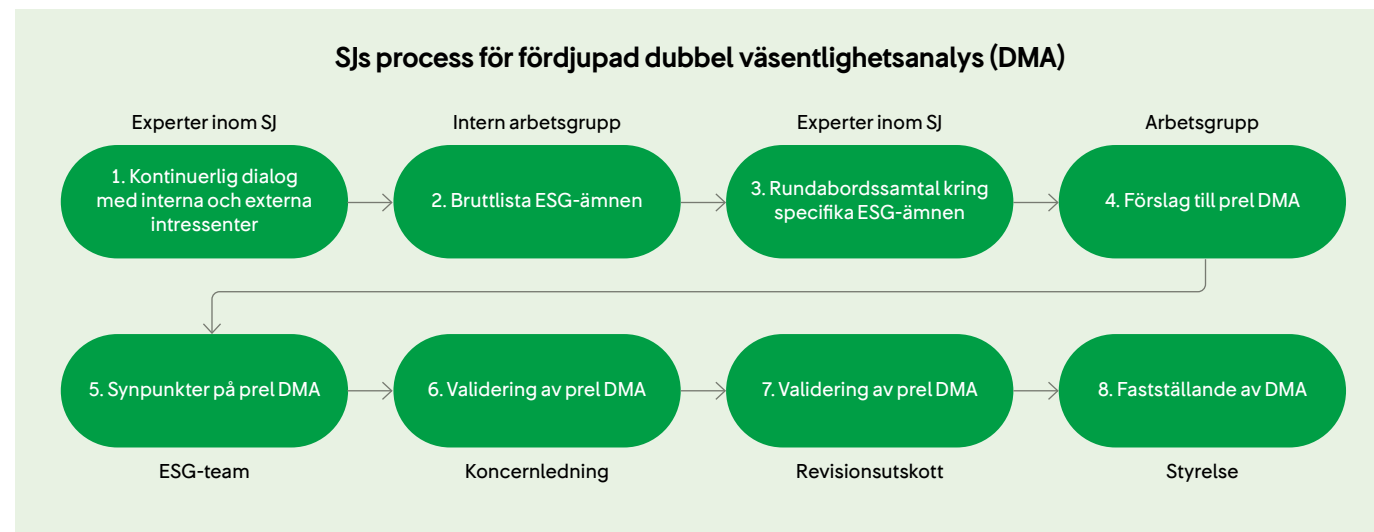 SJs process för fördjupad dubbel väsentlighetsanalys (DMA)
Experter inom SJ
Intern arbetsgrupp
Experter inom SJ
Arbetsgrupp
1. Kontinuerlig dialog
med interna och externa
intressenter
2. Bruttlista ESG-ämnen
3. Rundabordssamtal kring
specifika ESG-ämnen
4. Förslag till prel DMA
5. Synpunkter på prel DMA
6. Validering av prel DMA
7. Validering av prel DMA
8. Fastställande av DMA
ESG-team
Koncernledning
Revisionsutskott
Styrelse